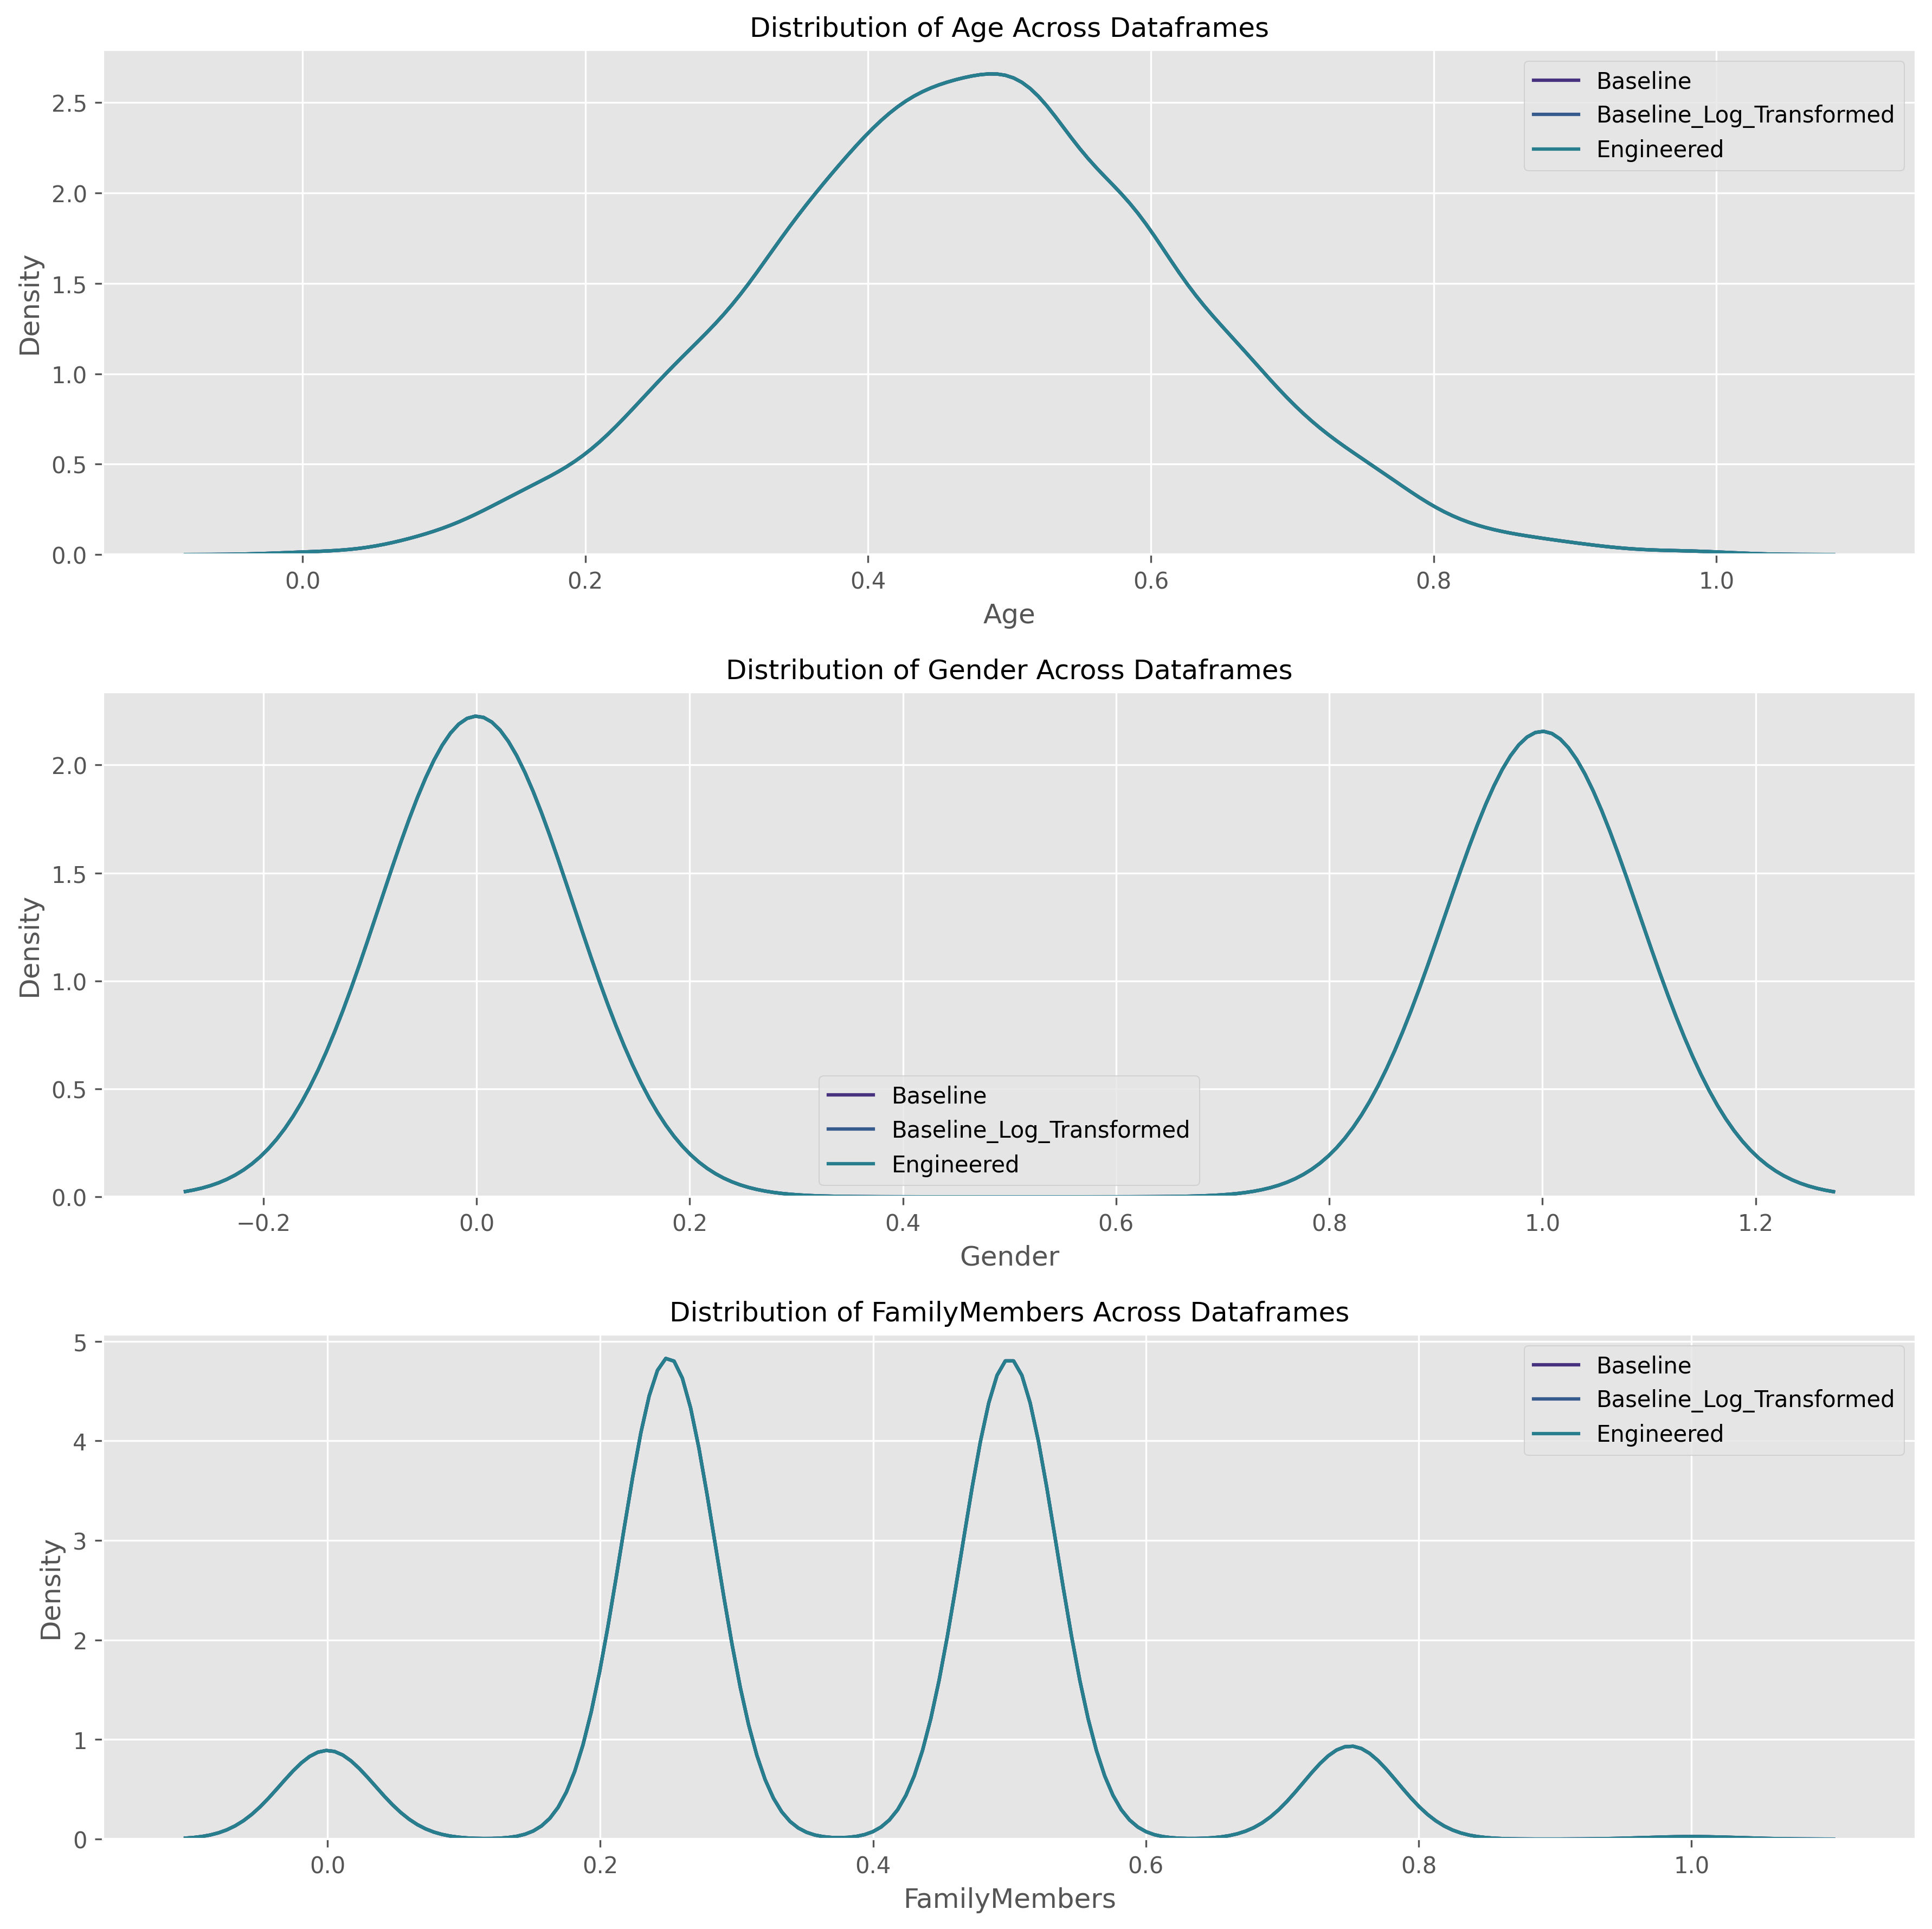 Distribution of Age Across Dataframes
Baseline
Baseline_Log_Transformed
Engineered
Density
2.5
2.0
1.5
1.0
0.5
0.0
0.0 0.2 0.4 0.6 0.8 1.0
Age
Distribution of Gender Across Dataframes
Density
2.0
1.5
1.0
0.5
0.0
Baseline
Baseline_Log_Transformed
Engineered
−0.2 0.0 0.2 0.4 0.6 0.8 1.0 1.2
Gender
Distribution of FamilyMembers Across Dataframes
Baseline
Baseline_Log_Transformed
Engineered
Density
5
4
3
2
1
0
0.0 0.2 0.4 0.6 0.8 1.0
FamilyMembers